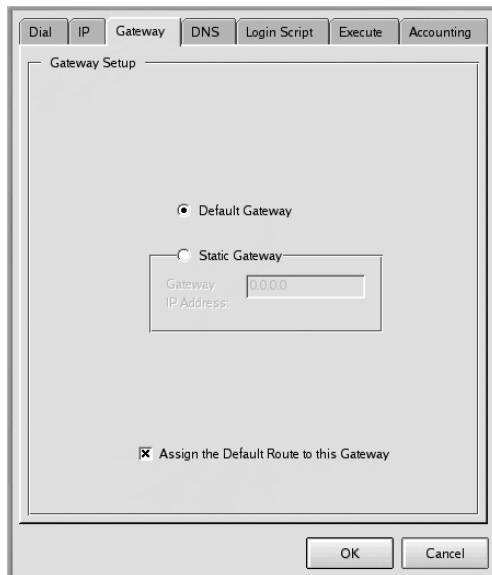 Dial IP Gateway DNS Login Script Execute Accounting
Gateway Setup
Default Gateway
Static Gateway
Gateway 0.0.0.0
IP Address:
Assign the Default Route to this Gateway
OK Cancel